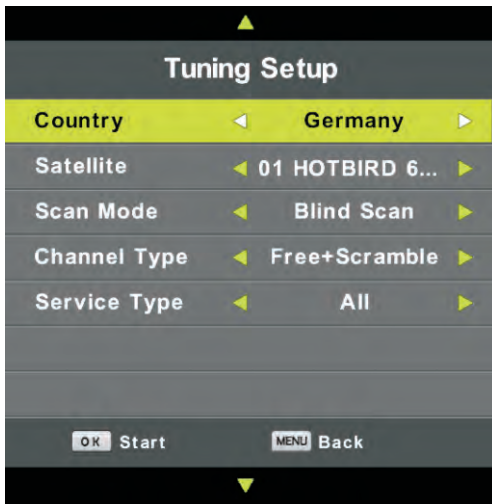 Tuning Setup
Country Germany
Satellite 01 HOTBIRD 6...
Scan Mode Blind Scan
Channel Type Free+Scramble
Service Type All
OK Start MENU Back